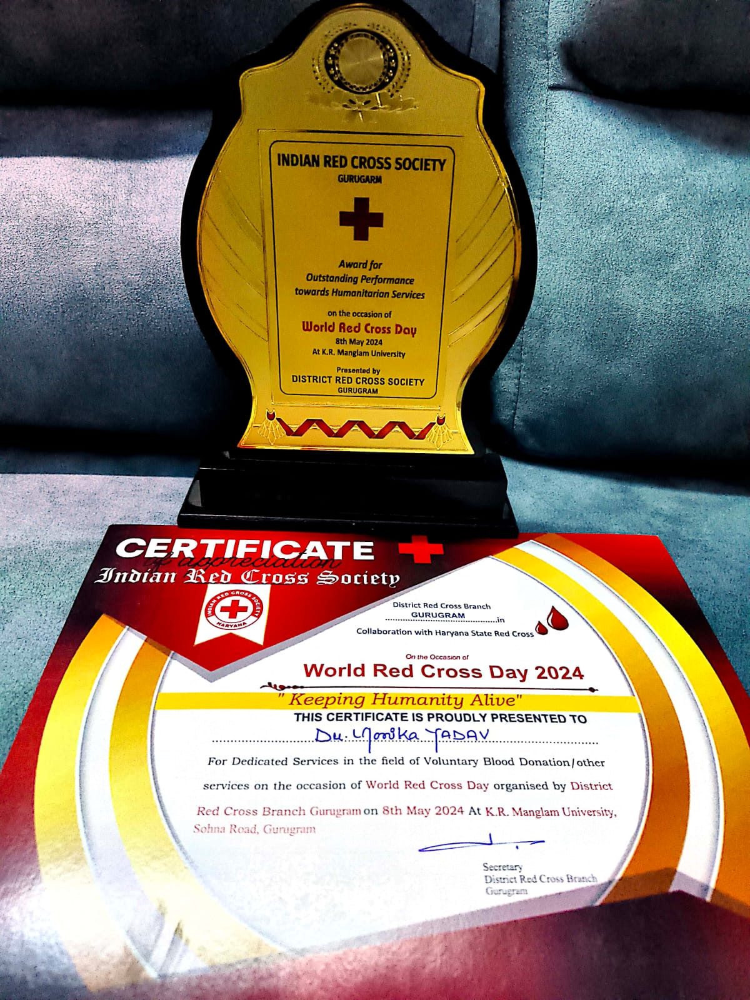 INDIAN RED CROSS SOCIETY
GURUGARM
Award for
Outstanding Performance
towards Humanitarian Services
on the occasion of
World Red Cross Day
8th May 2024
At K.R. Manglam University
Presented by
DISTRICT RED CROSS SOCIETY
GURUGRAM
CERTIFICATE
of appreciation
Indian Red Cross Society
INDIAN RED CROSS SOCIETY
HARYANA
District Red Cross Branch
GURUGRAM in
Collaboration with Haryana State Red Cross
On the Occasion of
World Red Cross Day 2024
" Keeping Humanity Alive"
THIS CERTIFICATE IS PROUDLY PRESENTED TO
Dr. Monika YADAV
For Dedicated Services in the field of Voluntary Blood Donation/other
services on the occasion of World Red Cross Day organised by District
Red Cross Branch Gurugram on 8th May 2024 At K.R. Manglam University,
Sohna Road, Gurugram
Secretary
District Red Cross Branch
Gurugram